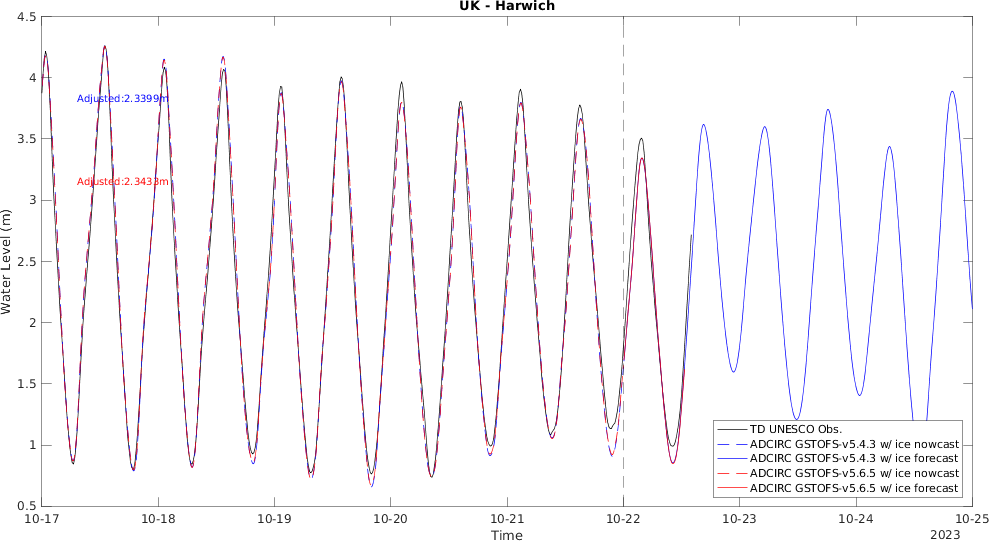 UK - Harwich
4.5
4
3.5
3
2.5
2
1.5
1
0.5
Water Level (m)
Adjusted:2.3399m
Adjusted:2.3433m
TD UNESCO Obs.
ADCIRC GSTOFS-v5.4.3 w/ ice nowcast
ADCIRC GSTOFS-v5.4.3 w/ ice forecast
ADCIRC GSTOFS-v5.6.5 w/ ice nowcast
ADCIRC GSTOFS-v5.6.5 w/ ice forecast
10-17 10-18 10-19 10-20 10-21 10-22 10-23 10-24 10-25
Time
2023